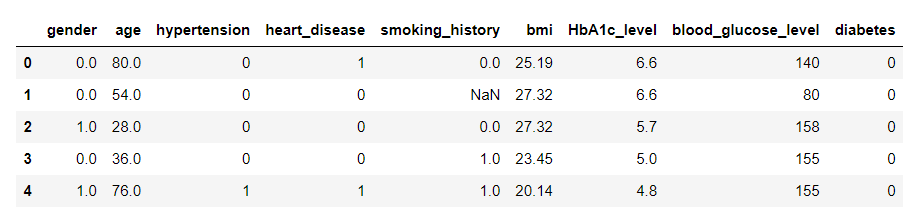 gender age hypertension heart_disease smoking_history bmi HbA1c_level blood_glucose_level diabetes
0 0.0 80.0 0 1 0.0 25.19 6.6 140 0
1 0.0 54.0 0 0 NaN 27.32 6.6 80 0
2 1.0 28.0 0 0 0.0 27.32 5.7 158 0
3 0.0 36.0 0 0 1.0 23.45 5.0 155 0
4 1.0 76.0 1 1 1.0 20.14 4.8 155 0